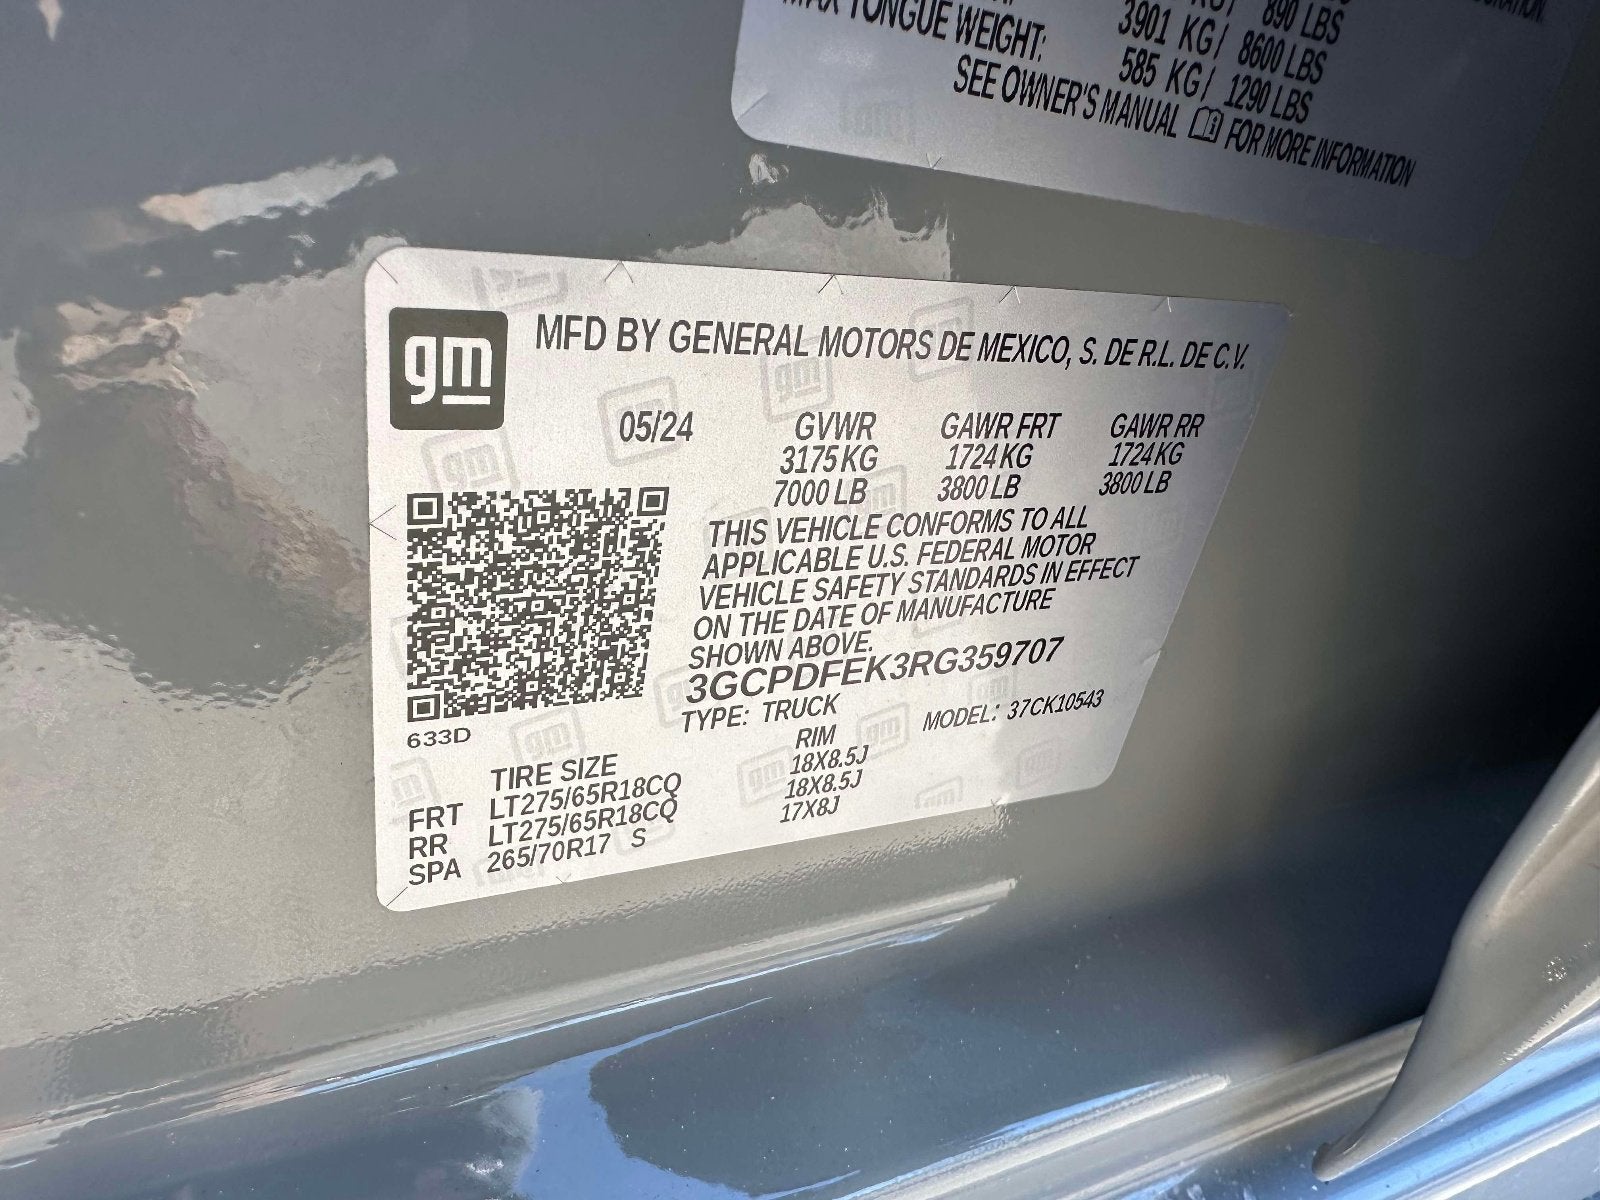 890 LBS
3901 KG/ 8600 LBS
MAX TONGUE WEIGHT: 585 KG/ 1290 LBS
SEE OWNER'S MANUAL FOR MORE INFORMATION
gm
MFD BY GENERAL MOTORS DE MEXICO, S. DE R.L. DE C.V.
05/24 GVWR GAWR FRT GAWR RR
3175 KG 1724 KG 1724 KG
7000 LB 3800 LB 3800 LB
THIS VEHICLE CONFORMS TO ALL
APPLICABLE U.S. FEDERAL MOTOR
VEHICLE SAFETY STANDARDS IN EFFECT
ON THE DATE OF MANUFACTURE
SHOWN ABOVE.
3GCPDFEK3RG359707
TYPE: TRUCK MODEL: 37CK10543
633D
TIRE SIZE RIM
FRT LT275/65R18CQ 18X8.5J
RR LT275/65R18CQ 18X8.5J
SPA 265/70R17 S 17X8J